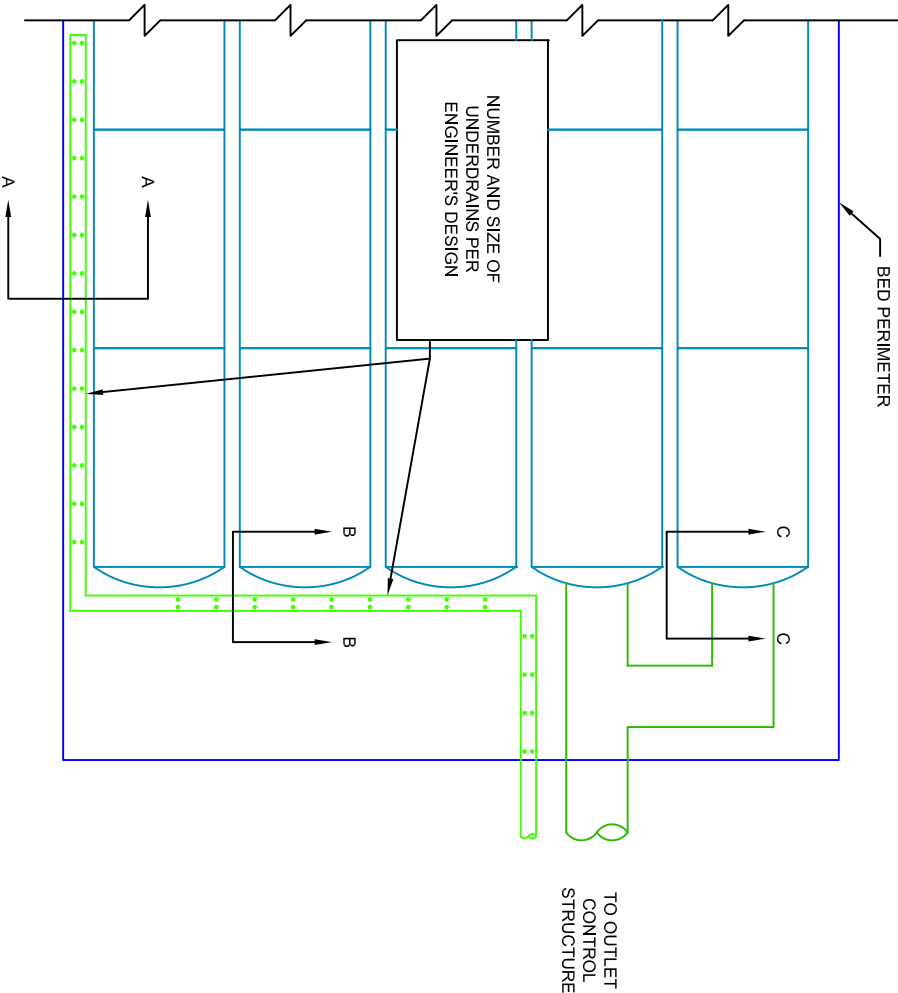 BED PERIMETER
NUMBER AND SIZE OF
UNDERDRAINS PER
ENGINEER'S DESIGN
A
A
B
B
C
C
TO OUTLET
CONTROL
STRUCTURE